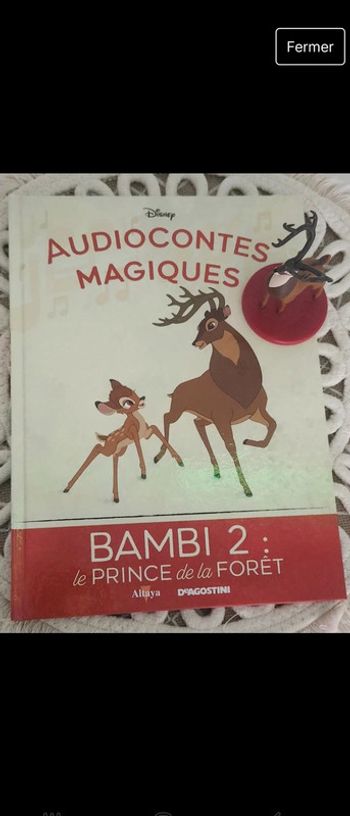 Fermer
Disney
AUDIOCONTES
MAGIQUES
BAMBI 2 :
le PRINCE de la FORÊT
Altaya DeAGOSTINI